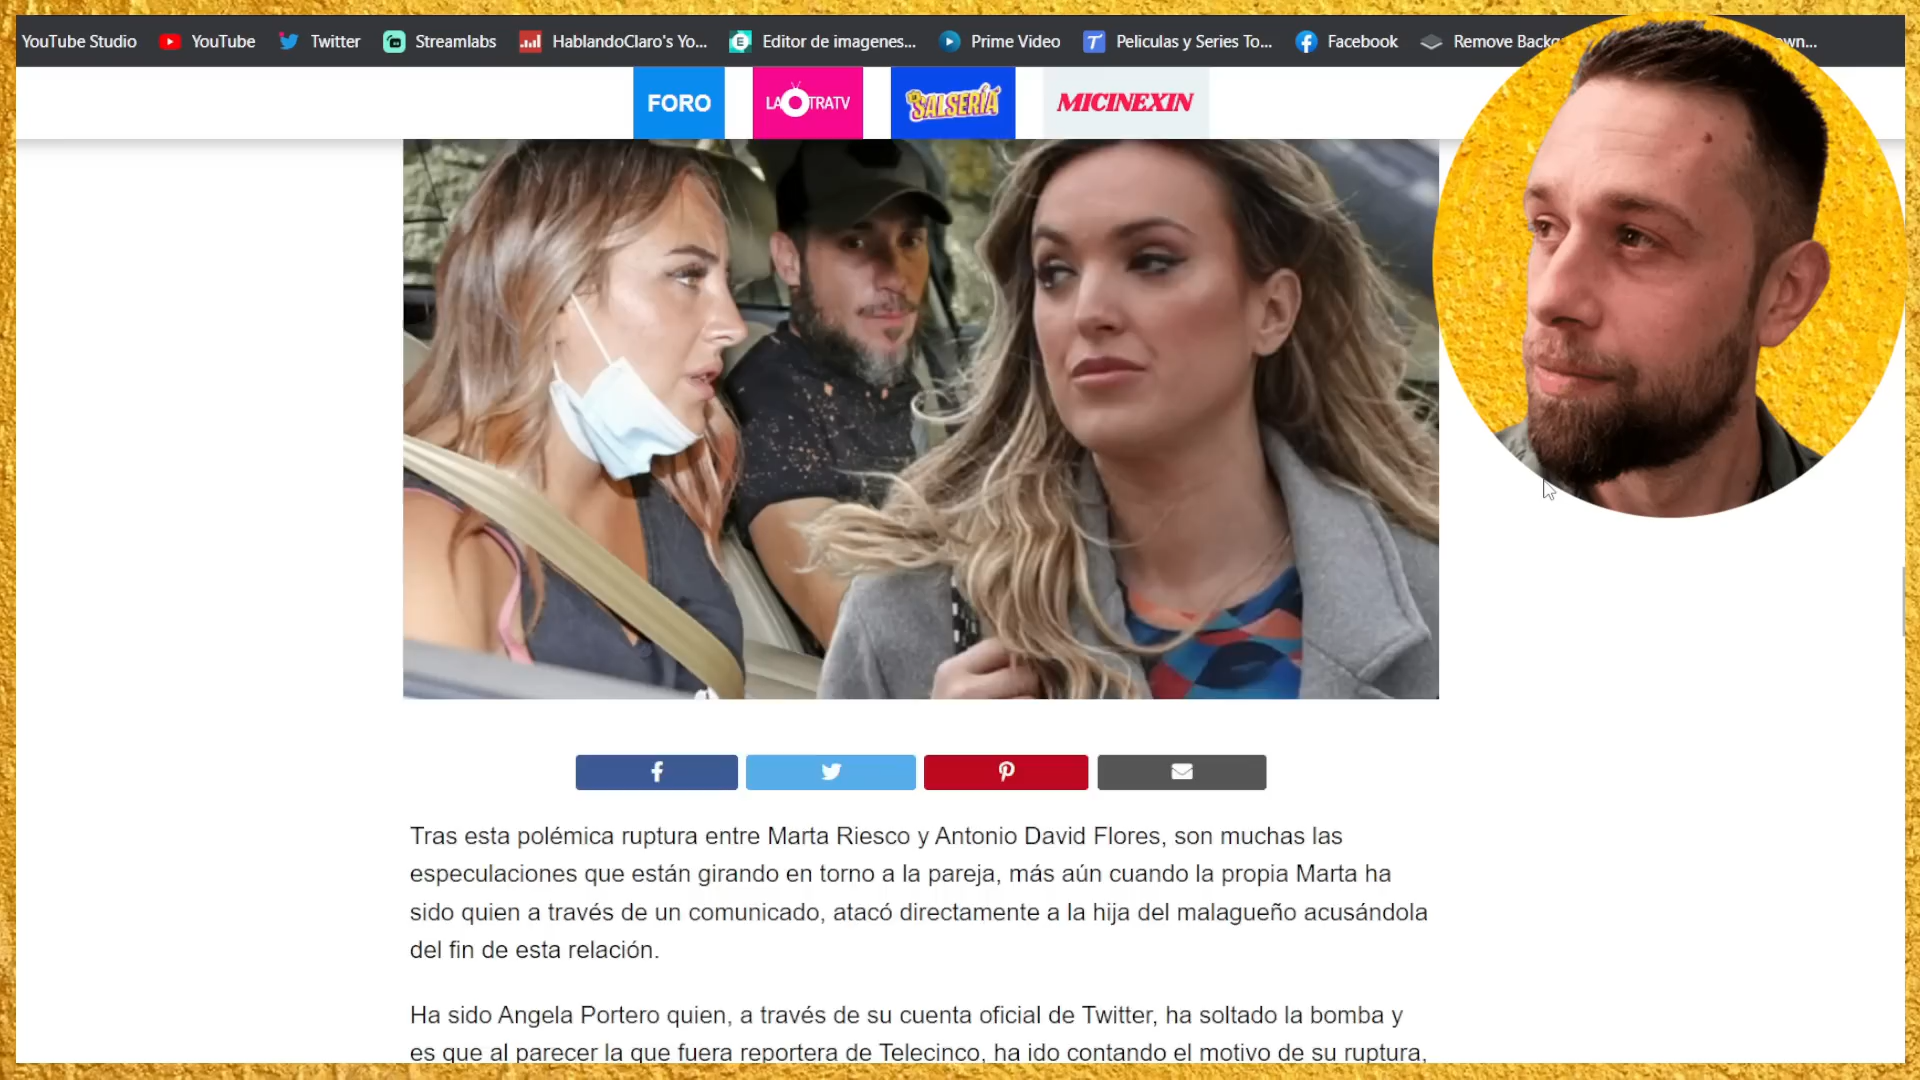 YouTube Studio YouTube Twitter Streamlabs HablandoClaro's Yo... Editor de imagenes... Prime Video Peliculas y Series To... Facebook Remove
FORO LA OTRATV SALSERÍA MICINEXIN
Tras esta polémica ruptura entre Marta Riesco y Antonio David Flores, son muchas las
especulaciones que están girando en torno a la pareja, más aún cuando la propia Marta ha
sido quien a través de un comunicado, atacó directamente a la hija del malagueño acusándola
del fin de esta relación.
Ha sido Angela Portero quien, a través de su cuenta oficial de Twitter, ha soltado la bomba y
es que al parecer la que fuera reportera de Telecinco, ha ido contando el motivo de su ruptura,